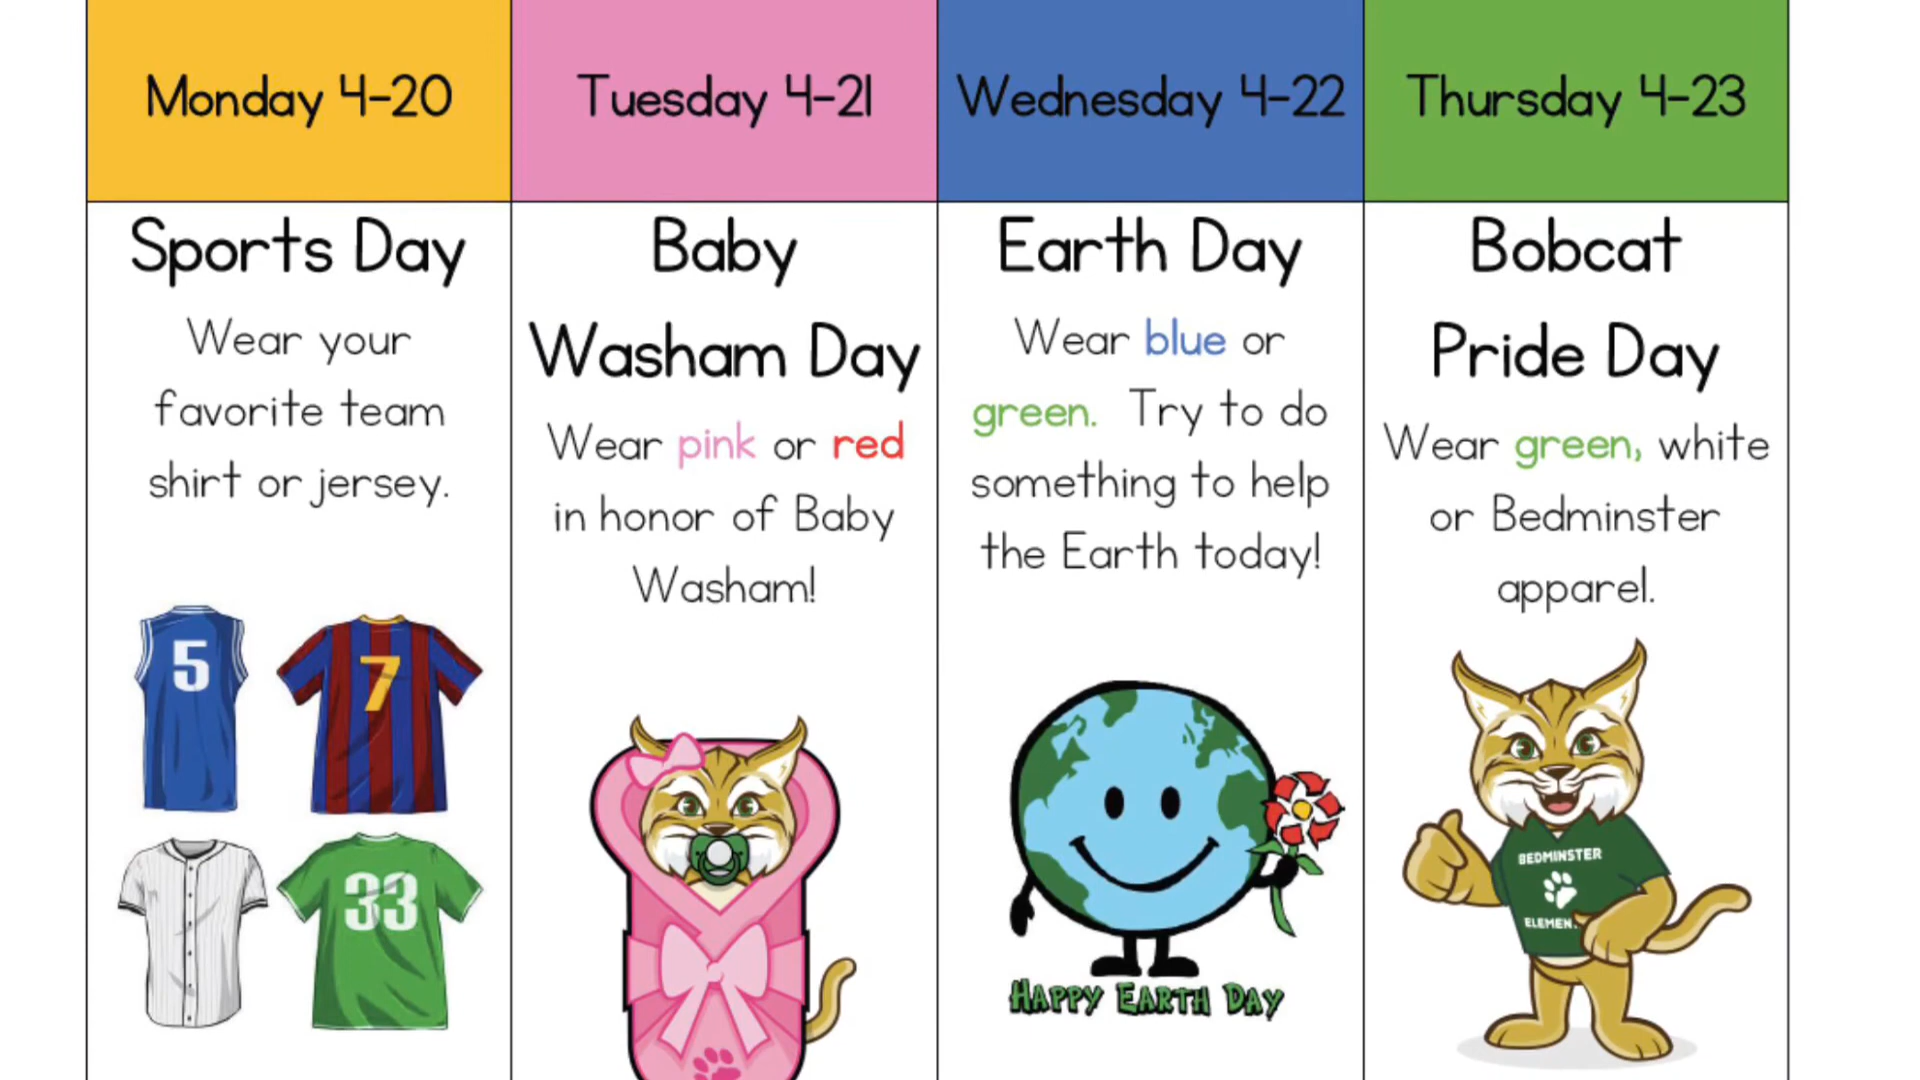 Monday 4-20
Tuesday 4-21
Wednesday 4-22
Thursday 4-23
Sports Day
Wear your
favorite team
shirt or jersey.
5
7
33
Baby
Washam Day
Wear pink or red
in honor of Baby
Washam!
Earth Day
Wear blue or
green. Try to do
something to help
the Earth today!
HAPPY EARTH DAY
Bobcat
Pride Day
Wear green, white
or Bedminster
apparel.
BEDMINSTER
ELEMEN